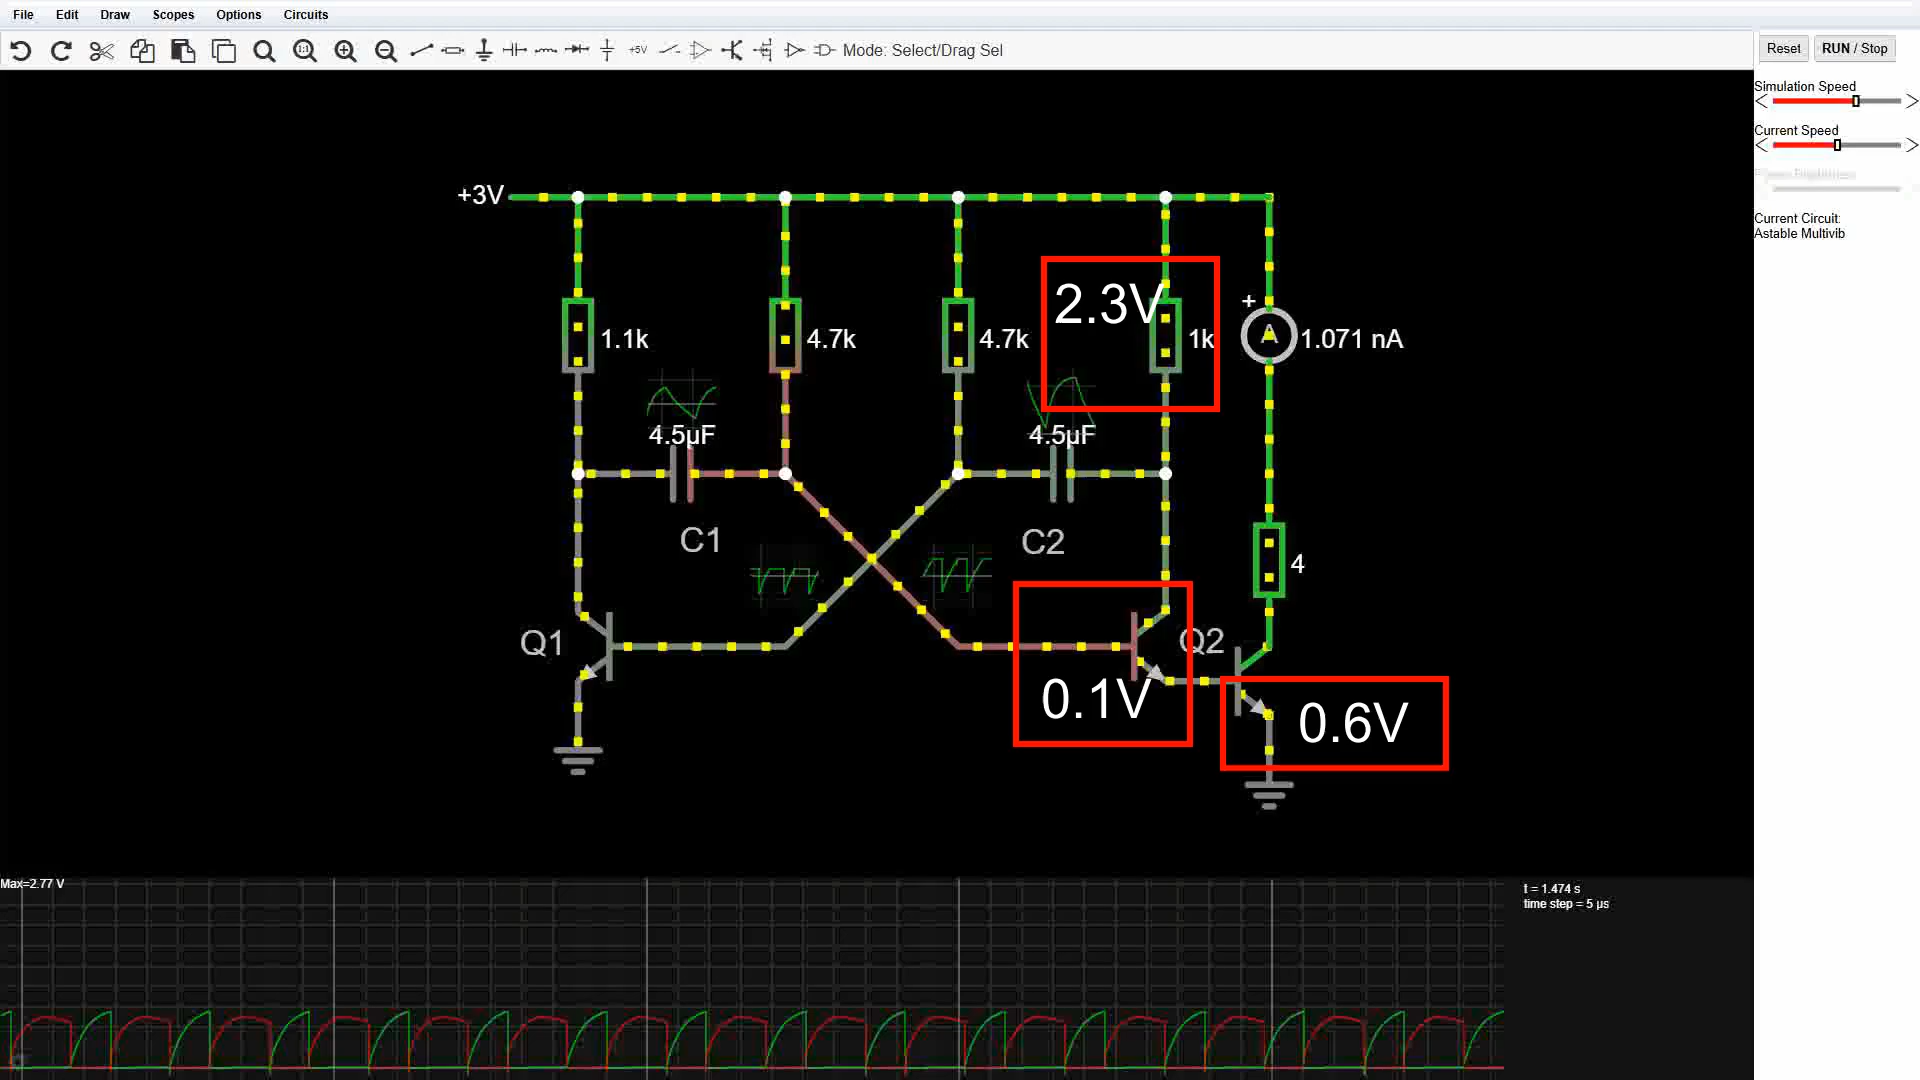 File Edit Draw Scopes Options Circuits
+5V Mode: Select/Drag Sel
Reset RUN / Stop
Simulation Speed
Current Speed
Current Circuit:
Astable Multivib
+3V
2.3V
+
1.1k 4.7k 4.7k 1k A 1.071 nA
4.5µF 4.5µF
C1 C2
4
Q1 Q2
0.1V 0.6V
Max=2.77 V
t = 1.474 s
time step = 5 µs